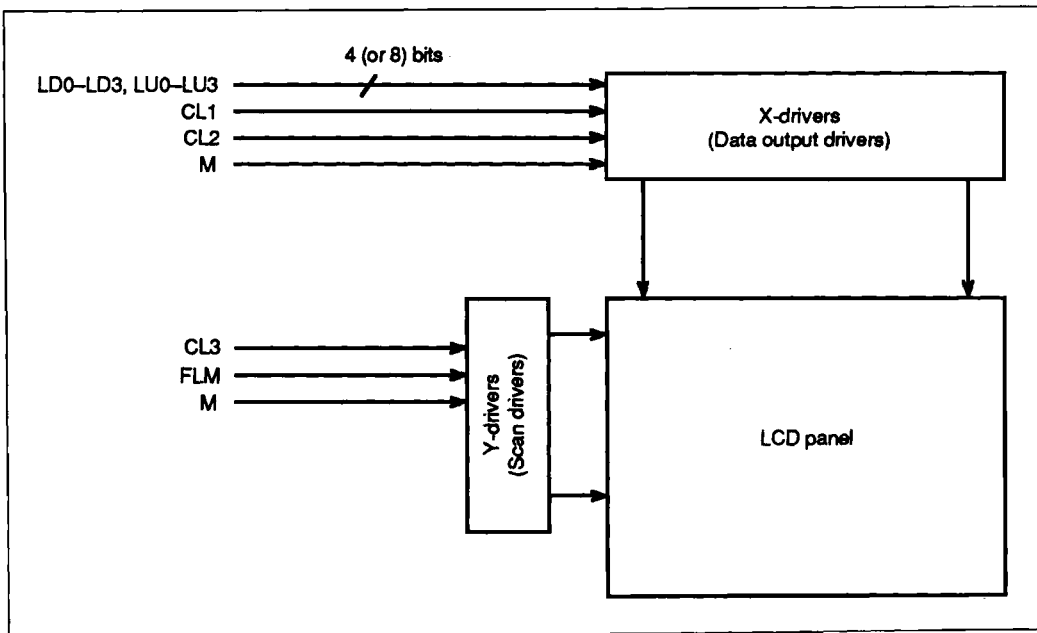 4 (or 8) bits
LD0–LD3, LU0–LU3
CL1
CL2
M
X-drivers
(Data output drivers)
CL3
FLM
M
Y-drivers
(Scan drivers)
LCD panel